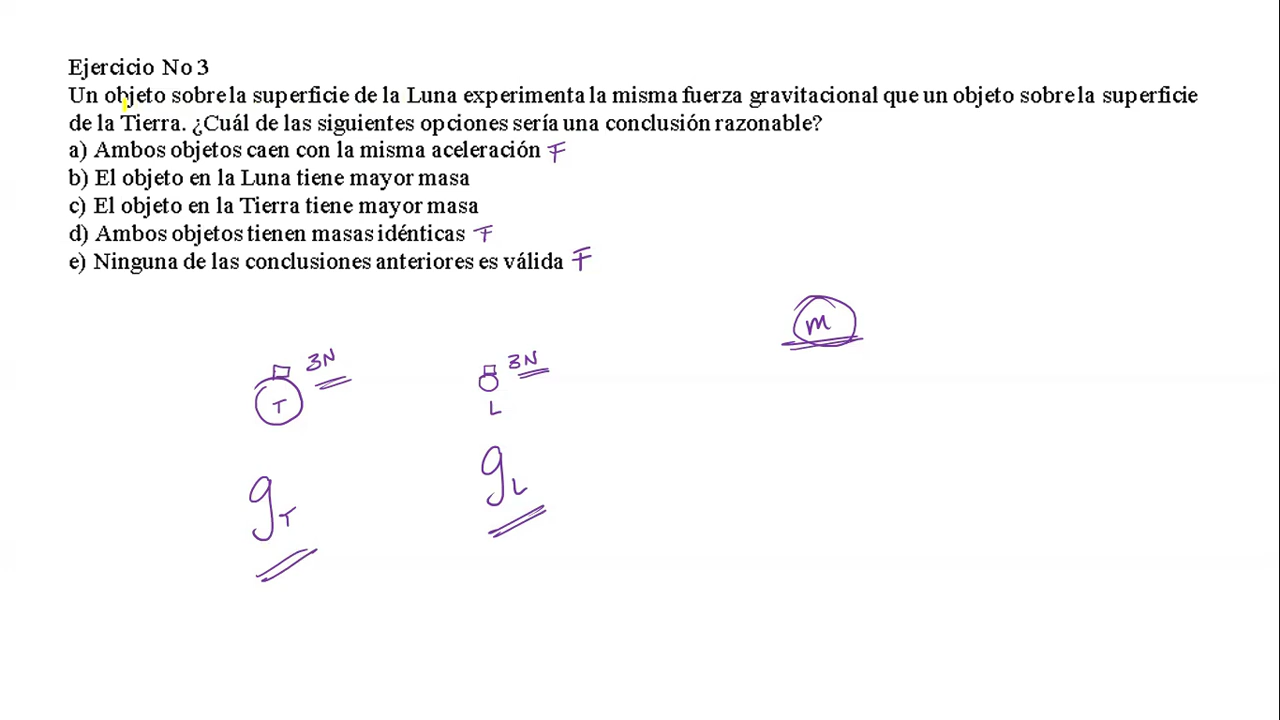 Ejercicio No 3
Un objeto sobre la superficie de la Luna experimenta la misma fuerza gravitacional que un objeto sobre la superficie
de la Tierra. ¿Cuál de las siguientes opciones sería una conclusión razonable?
a) Ambos objetos caen con la misma aceleración F
b) El objeto en la Luna tiene mayor masa
c) El objeto en la Tierra tiene mayor masa
d) Ambos objetos tienen masas idénticas F
e) Ninguna de las conclusiones anteriores es válida F
m
3N 3N
T L
g_T g_L